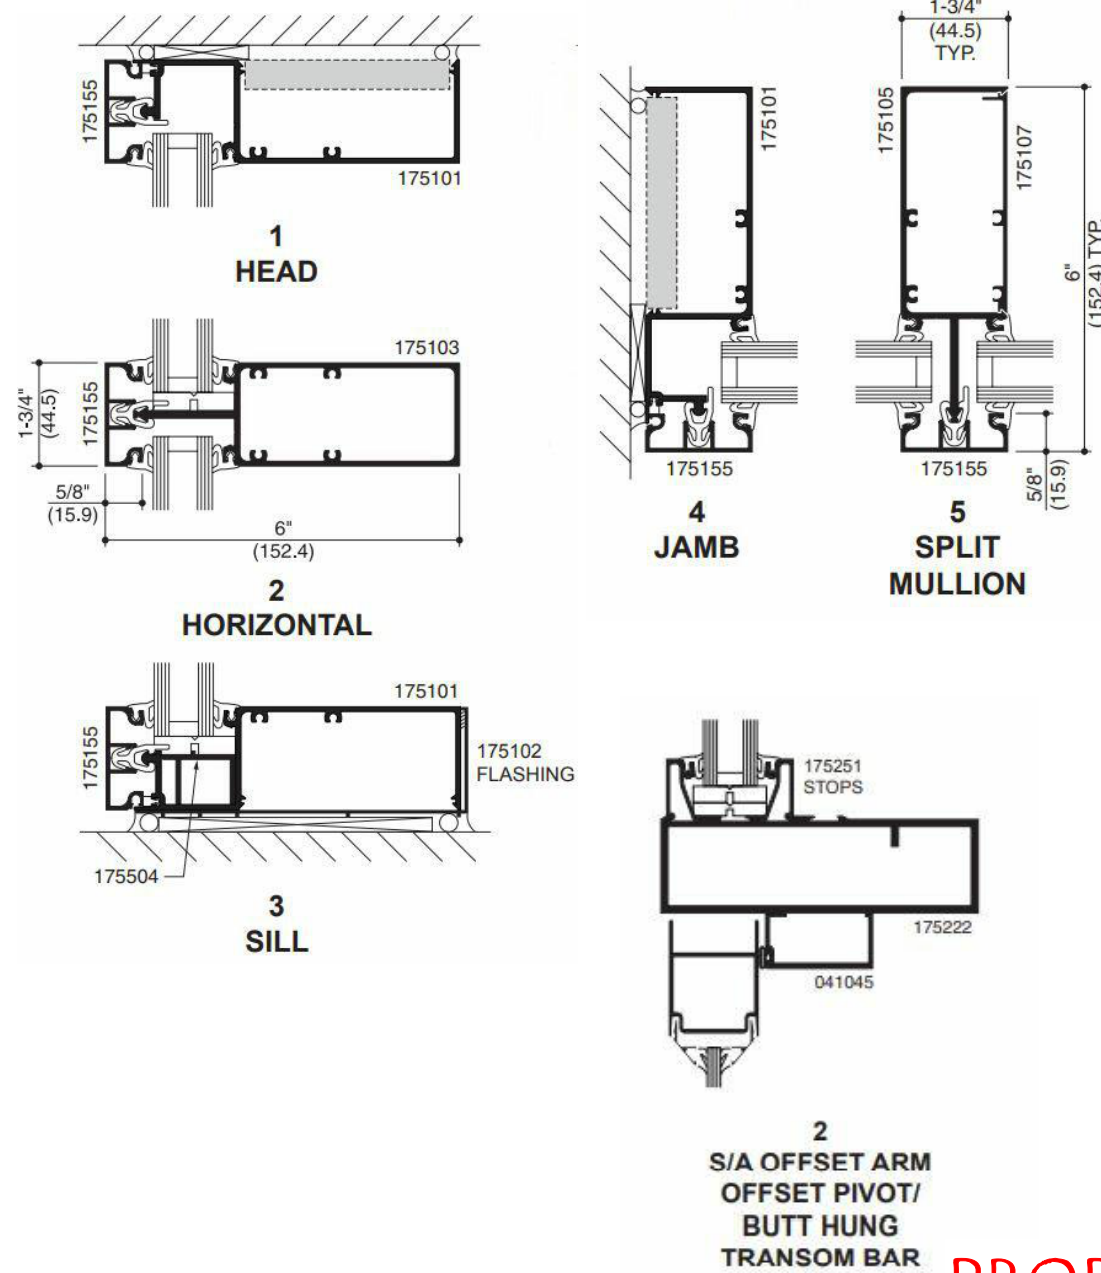 175155
175101
1
HEAD
175103
1-3/4"
(44.5)
175155
5/8"
(15.9)
6"
(152.4)
2
HORIZONTAL
175101
175155
175102
FLASHING
175504
3
SILL
175101
175155
4
JAMB
1-3/4"
(44.5)
TYP.
175105
175107
6"
(152.4) TYP.
175155
5/8"
(15.9)
5
SPLIT
MULLION
175251
STOPS
175222
041045
2
S/A OFFSET ARM
OFFSET PIVOT/
BUTT HUNG
TRANSOM BAR